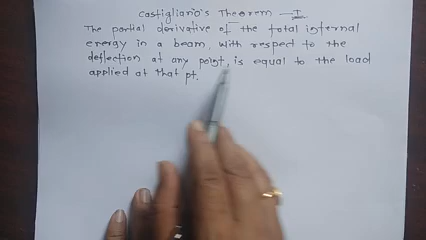 Castigliano's Theorem - I
The partial derivative of the total internal
energy in a beam, with respect to the
deflection at any point, is equal to the load
applied at that pt.